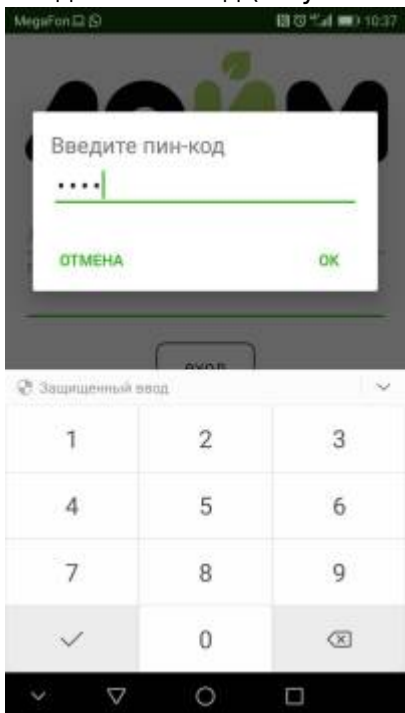 MegaFon
10:37
Введите пин-код
••••
ОТМЕНА
ОК
вход
Защищенный ввод
1 2 3
4 5 6
7 8 9
0